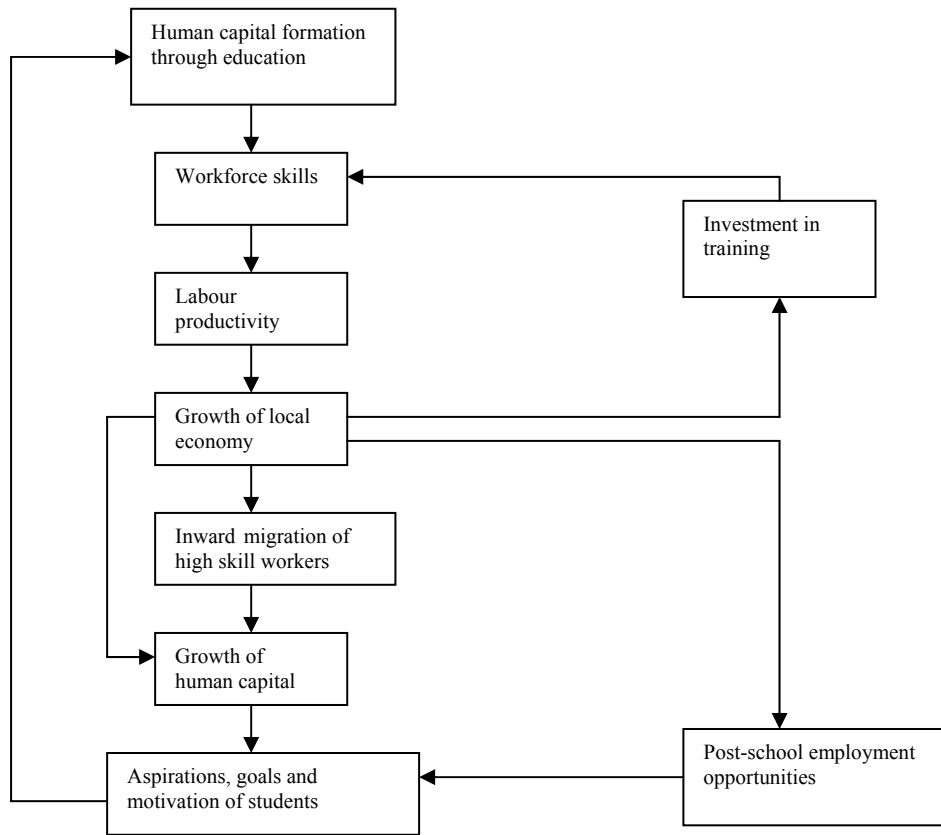 Human capital formation
through education
Workforce skills
Investment in
training
Labour
productivity
Growth of local
economy
Inward migration of
high skill workers
Growth of
human capital
Post-school employment
opportunities
Aspirations, goals and
motivation of students